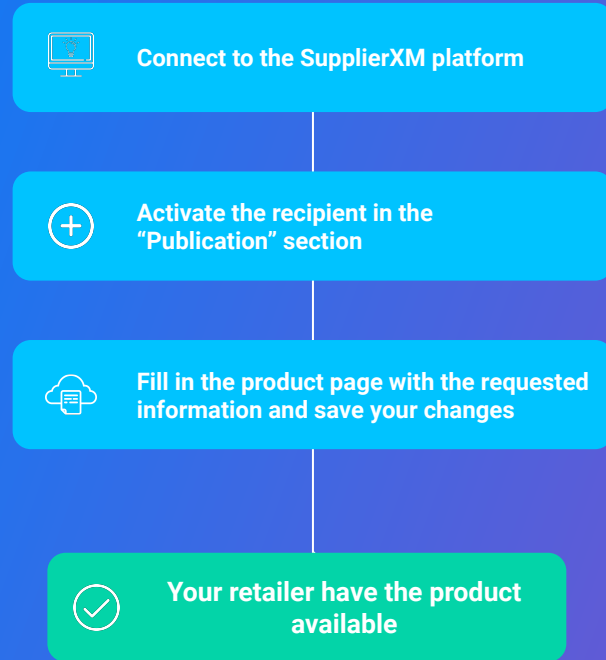 Connect to the SupplierXM platform
Activate the recipient in the
“Publication” section
Fill in the product page with the requested
information and save your changes
Your retailer have the product
available